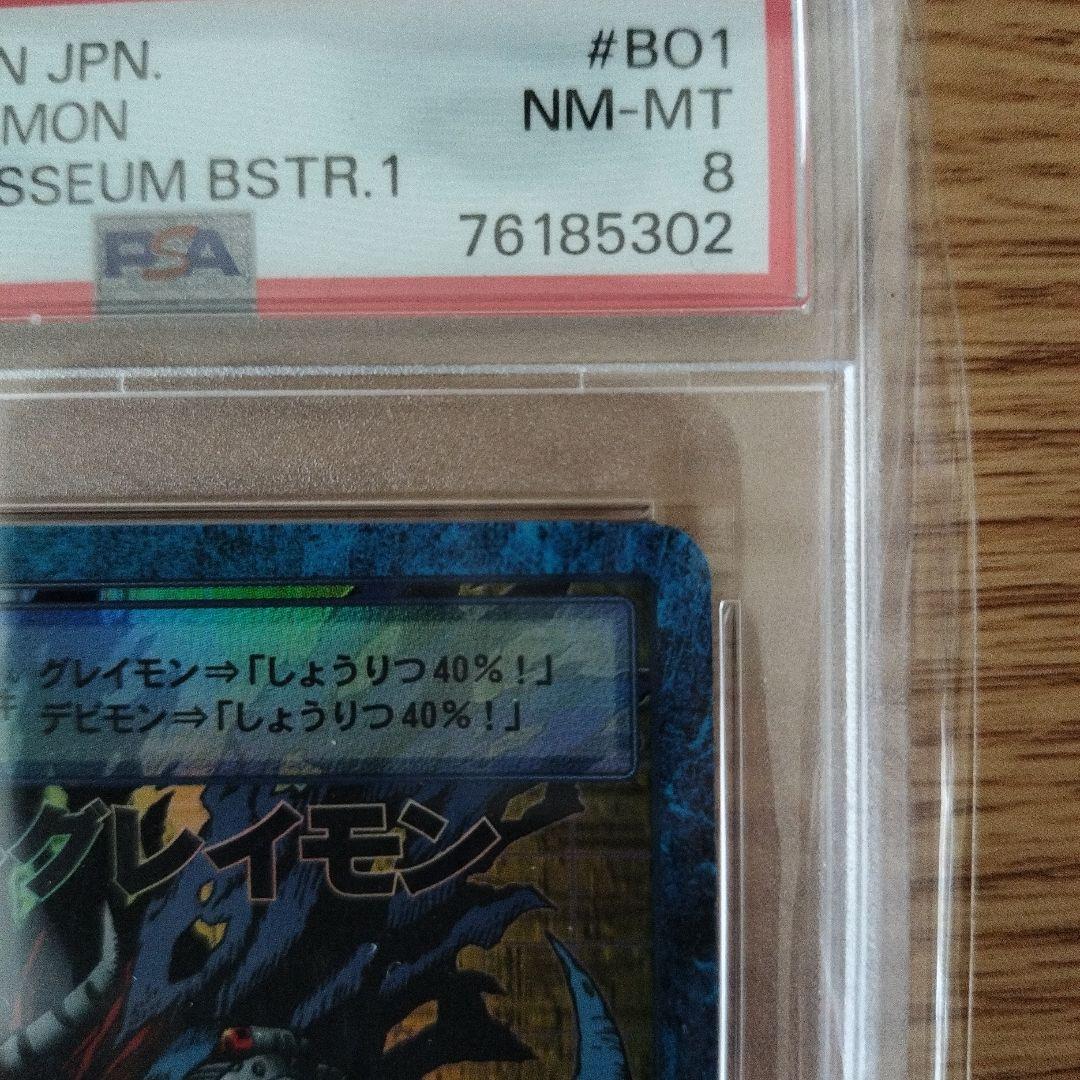 N JPN. #BO1
MON NM-MT
SSEUM BSTR.1 8
PSA 76185302
グレイモン⇒「しょうりつ40%！」
デビモン⇒「しょうりつ40%！」
グレイモン